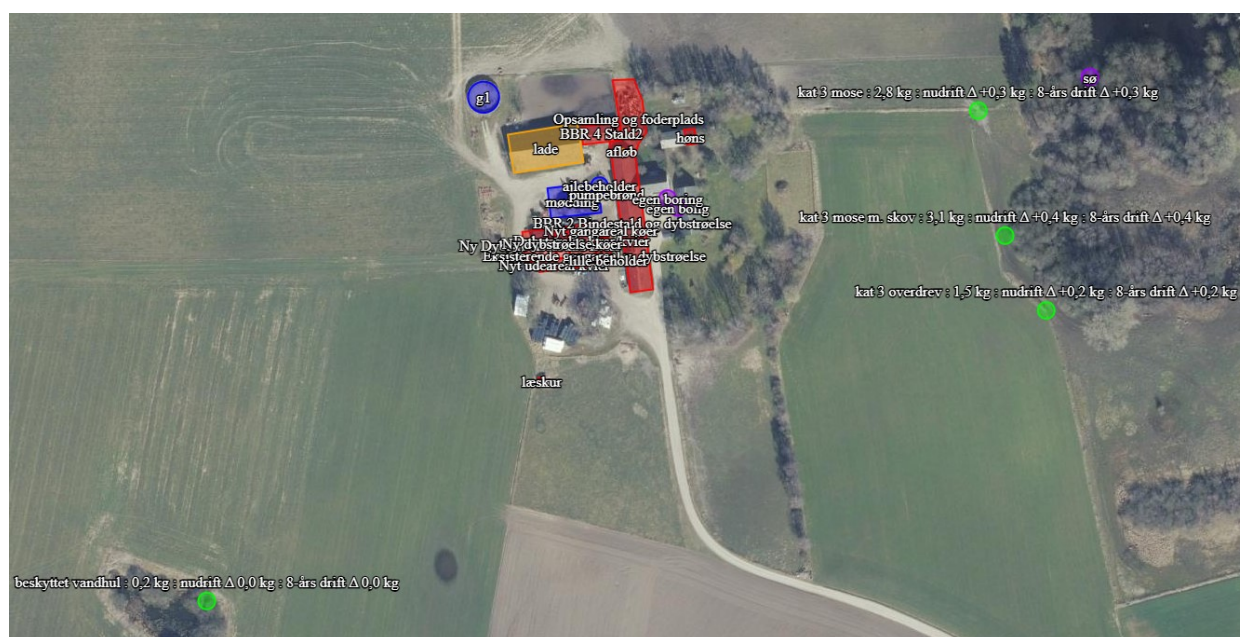 sø
kat 3 mose : 2,8 kg : nudrift Δ +0,3 kg : 8-års drift Δ +0,3 kg
g1
Opsamling og foderplads
BBR 4 Stald2
høns
lade
afløb
ajlebeholder
pumpebrønd
møddling
egen boring
egen boring
kat 3 mose m. skov : 3,1 kg : nudrift Δ +0,4 kg : 8-års drift Δ +0,4 kg
BBR 2 Bindestald og dybstrøelse
Nyt gangareal køer
Ny Dybstrøelse køer
Eksisterende
dybstrøelse
Nyt udeareal kvier
lille beholder
kat 3 overdrev : 1,5 kg : nudrift Δ +0,2 kg : 8-års drift Δ +0,2 kg
læskur
beskyttet vandhul : 0,2 kg : nudrift Δ 0,0 kg : 8-års drift Δ 0,0 kg